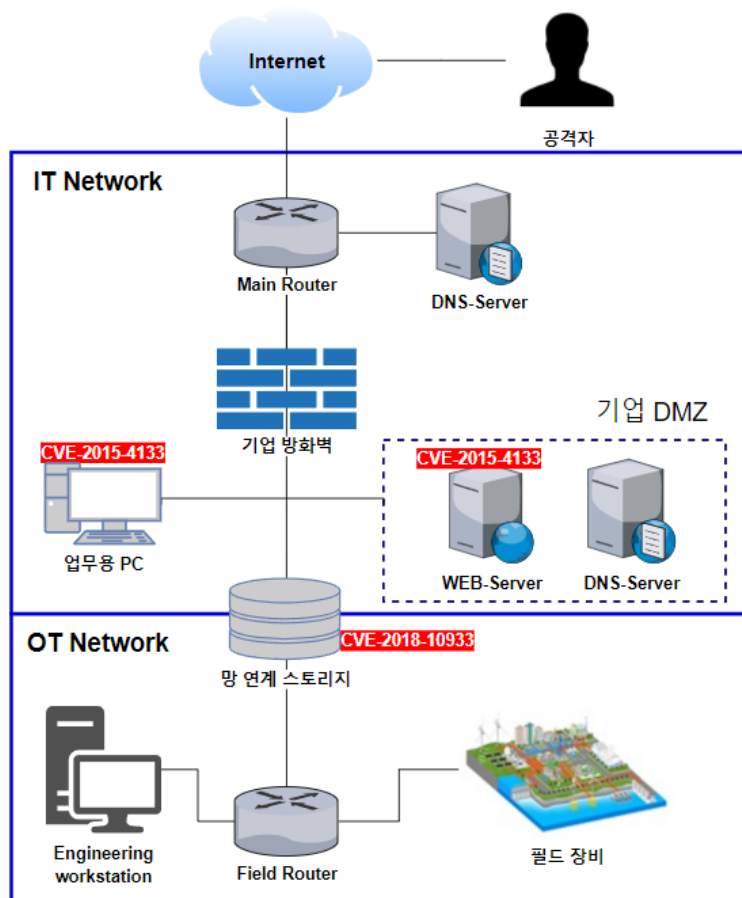 Internet
공격자
IT Network
Main Router
DNS-Server
기업 방화벽
기업 DMZ
CVE-2015-4133
업무용 PC
CVE-2015-4133
WEB-Server
DNS-Server
OT Network
CVE-2018-10933
망 연계 스토리지
Engineering
workstation
Field Router
필드 장비